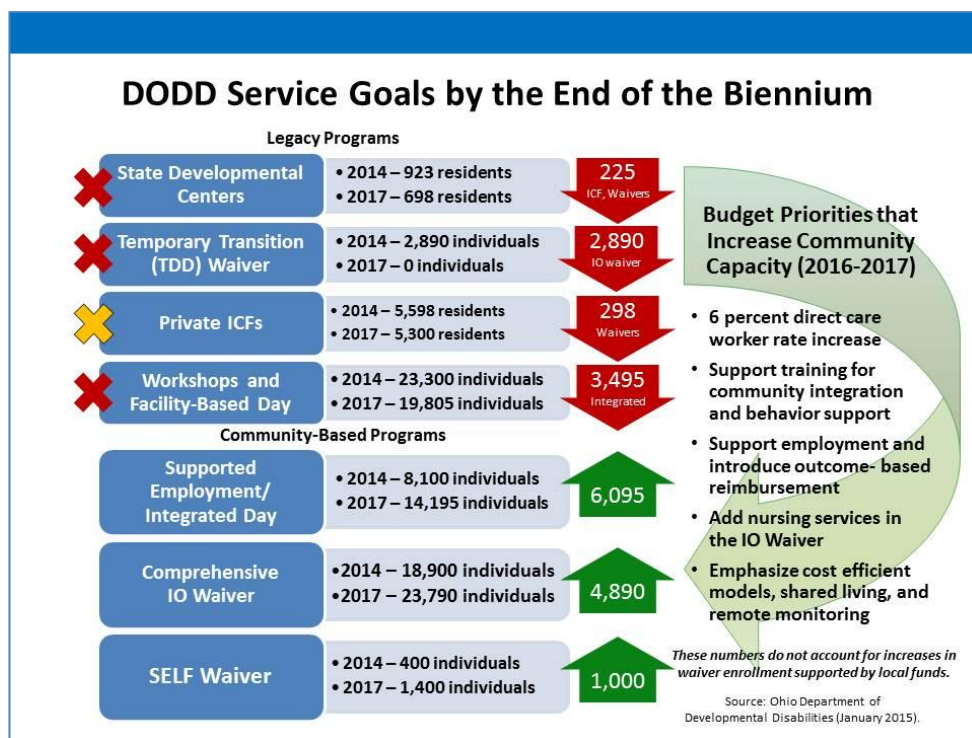 DODD Service Goals by the End of the Biennium
Legacy Programs
State Developmental
Centers
• 2014 – 923 residents
• 2017 – 698 residents
225
ICF, Waivers
Temporary Transition
(TDD) Waiver
• 2014 – 2,890 individuals
• 2017 – 0 individuals
2,890
IO waiver
Private ICFs
• 2014 – 5,598 residents
• 2017 – 5,300 residents
298
Waivers
Workshops and
Facility-Based Day
• 2014 – 23,300 individuals
• 2017 – 19,805 individuals
3,495
Integrated
Community-Based Programs
Supported
Employment/
Integrated Day
• 2014 – 8,100 individuals
• 2017 – 14,195 individuals
6,095
Comprehensive
IO Waiver
•2014 – 18,900 individuals
•2017 – 23,790 individuals
4,890
SELF Waiver
• 2014 – 400 individuals
• 2017 – 1,400 individuals
1,000
Budget Priorities that
Increase Community
Capacity (2016-2017)
• 6 percent direct care
worker rate increase
• Support training for
community integration
and behavior support
• Support employment and
introduce outcome- based
reimbursement
• Add nursing services in
the IO Waiver
• Emphasize cost efficient
models, shared living, and
remote monitoring
These numbers do not account for increases in
waiver enrollment supported by local funds.
Source: Ohio Department of
Developmental Disabilities (January 2015).